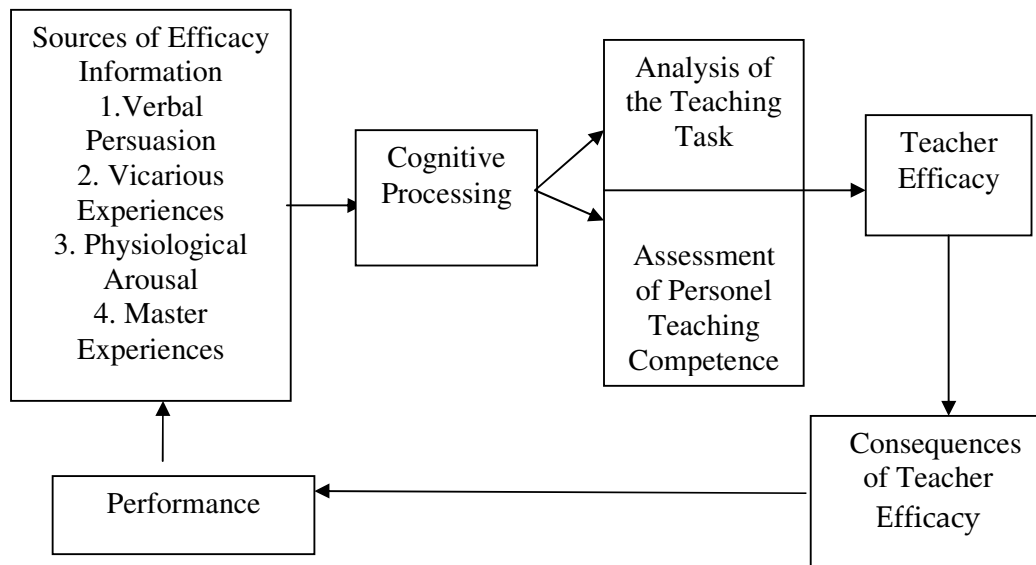 Sources of Efficacy
Information
1.Verbal
Persuasion
2. Vicarious
Experiences
3. Physiological
Arousal
4. Master
Experiences
Cognitive
Processing
Analysis of
the Teaching
Task
Assessment
of Personel
Teaching
Competence
Teacher
Efficacy
Consequences
of Teacher
Efficacy
Performance